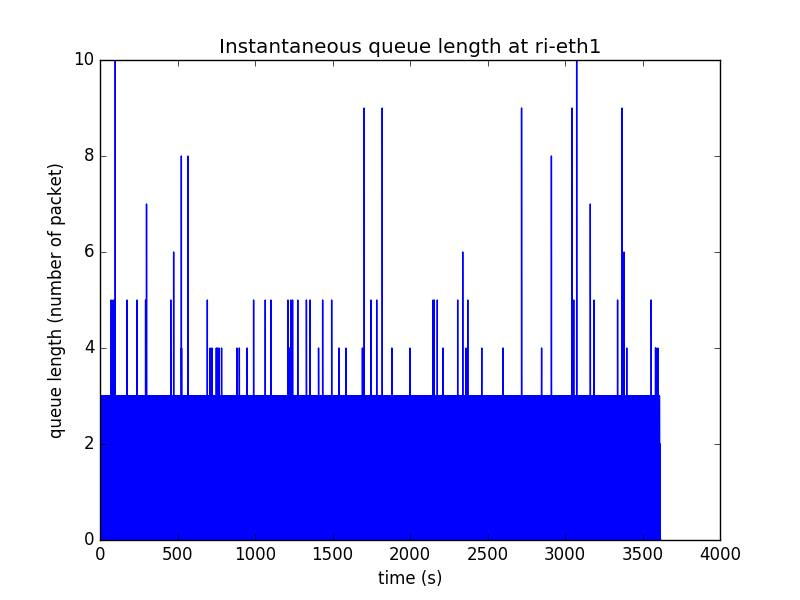 Instantaneous queue length at ri-eth1
10
8
6
4
2
0
queue length (number of packet)
0 500 1000 1500 2000 2500 3000 3500 4000
time (s)